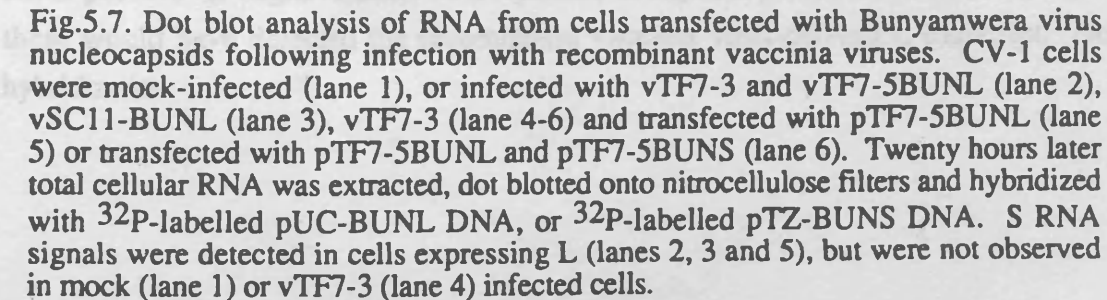 Fig.5.7. Dot blot analysis of RNA from cells transfected with Bunyamwera virus
nucleocapsids following infection with recombinant vaccinia viruses. CV-1 cells
were mock-infected (lane 1), or infected with vTF7-3 and vTF7-5BUNL (lane 2),
vSC11-BUNL (lane 3), vTF7-3 (lane 4-6) and transfected with pTF7-5BUNL (lane
5) or transfected with pTF7-5BUNL and pTF7-5BUNS (lane 6). Twenty hours later
total cellular RNA was extracted, dot blotted onto nitrocellulose filters and hybridized
with ³²P-labelled pUC-BUNL DNA, or ³²P-labelled pTZ-BUNS DNA. S RNA
signals were detected in cells expressing L (lanes 2, 3 and 5), but were not observed
in mock (lane 1) or vTF7-3 (lane 4) infected cells.